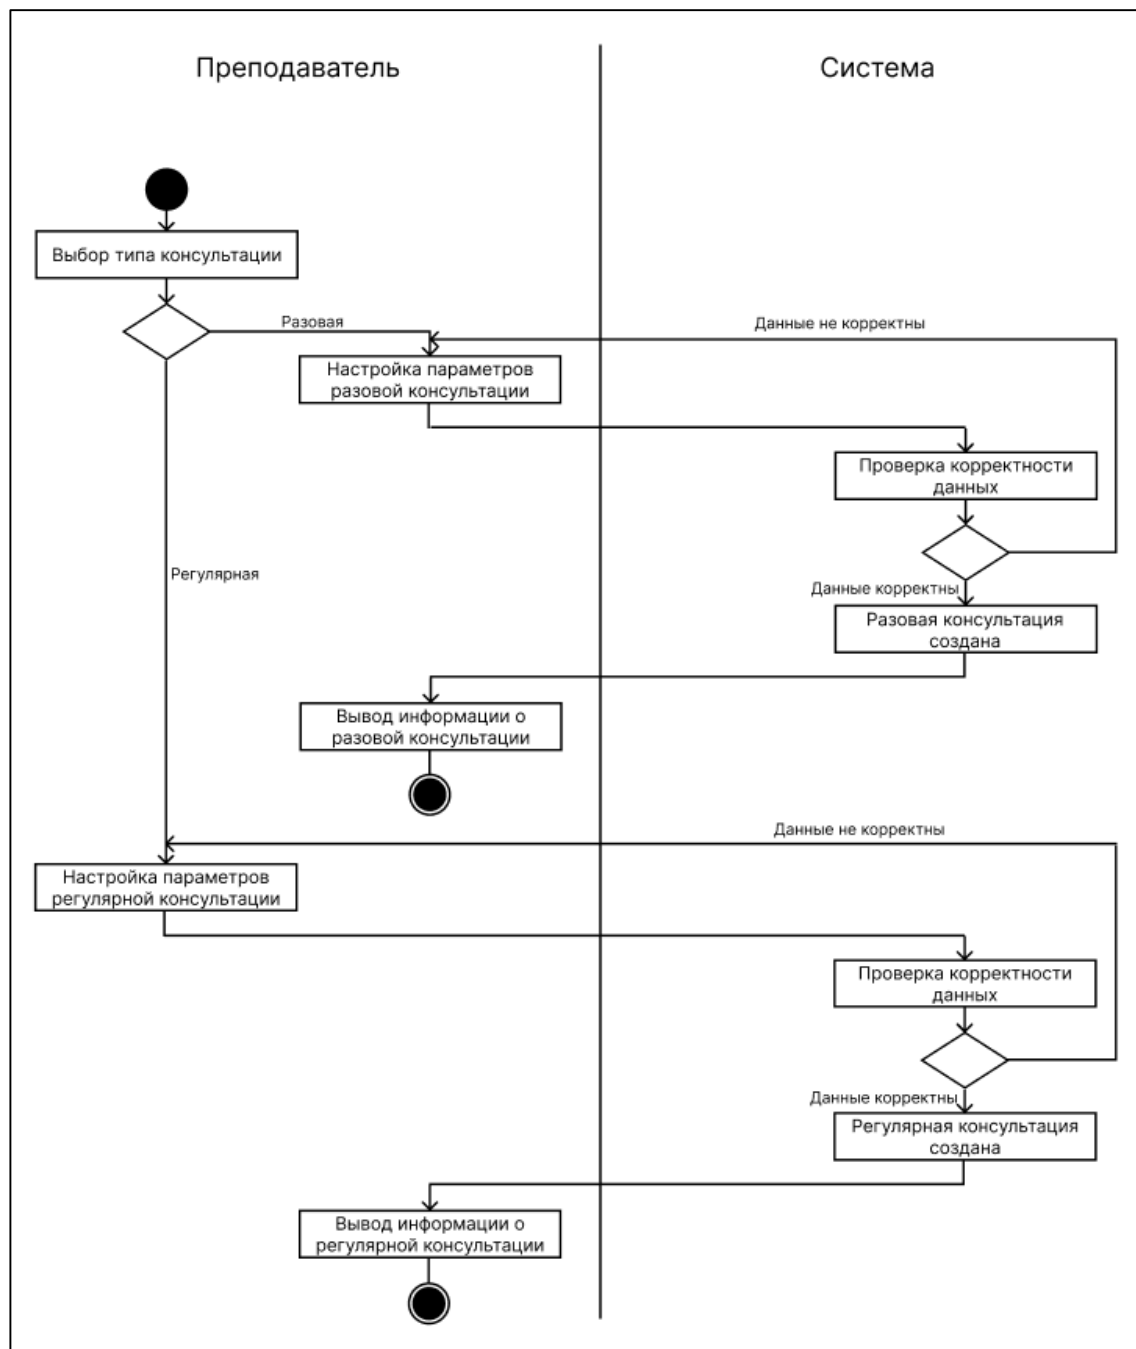 Преподаватель
Система
Выбор типа консультации
Разовая
Данные не корректны
Настройка параметров
разовой консультации
Проверка корректности
данных
Регулярная
Данные корректны
Разовая консультация
создана
Вывод информации о
разовой консультации
Данные не корректны
Настройка параметров
регулярной консультации
Проверка корректности
данных
Данные корректны
Регулярная консультация
создана
Вывод информации о
регулярной консультации